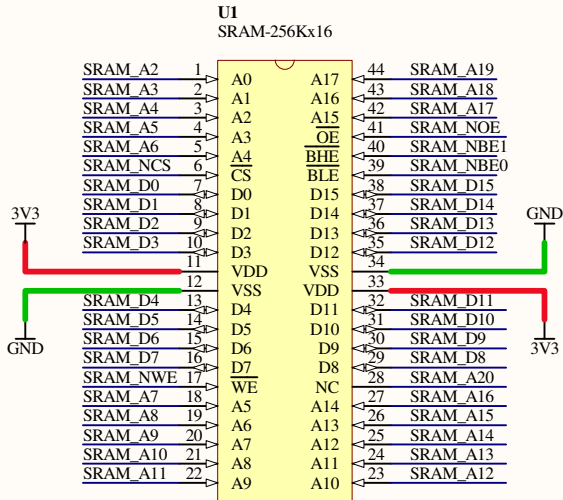 U1
SRAM-256Kx16
SRAM_A2 1 A0 A17 44 SRAM_A19
SRAM_A3 2 A1 A16 43 SRAM_A18
SRAM_A4 3 A2 A15 42 SRAM_A17
SRAM_A5 4 A3 OE 41 SRAM_NOE
SRAM_A6 5 A4 BHE 40 SRAM_NBE1
SRAM_NCS 6 CS BLE 39 SRAM_NBE0
SRAM_D0 7 D0 D15 38 SRAM_D15
SRAM_D1 8 D1 D14 37 SRAM_D14
3V3 SRAM_D2 9 D2 D13 36 SRAM_D13 GND
SRAM_D3 10 D3 D12 35 SRAM_D12
11 VDD VSS 34
12 VSS VDD 33
SRAM_D4 13 D4 D11 32 SRAM_D11
SRAM_D5 14 D5 D10 31 SRAM_D10
GND SRAM_D6 15 D6 D9 30 SRAM_D9 3V3
SRAM_D7 16 D7 D8 29 SRAM_D8
SRAM_NWE 17 WE NC 28 SRAM_A20
SRAM_A7 18 A5 A14 27 SRAM_A16
SRAM_A8 19 A6 A13 26 SRAM_A15
SRAM_A9 20 A7 A12 25 SRAM_A14
SRAM_A10 21 A8 A11 24 SRAM_A13
SRAM_A11 22 A9 A10 23 SRAM_A12